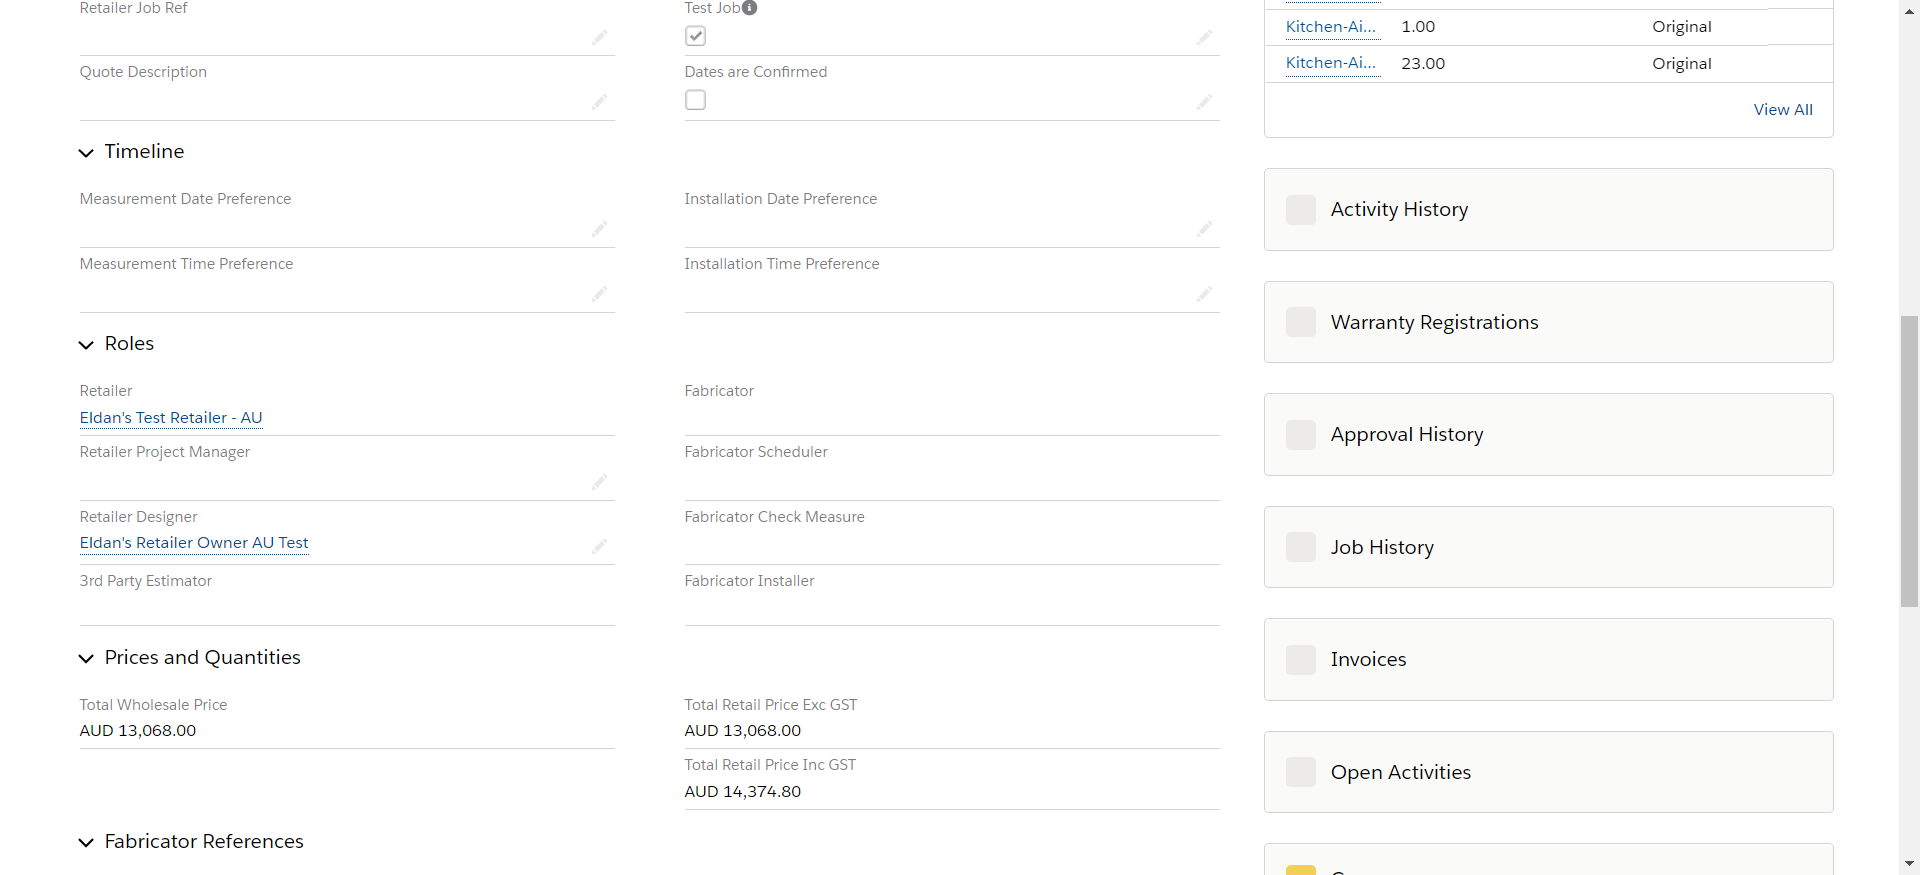 Retailer Job Ref
Test Job
Quote Description
Dates are Confirmed
Timeline
Measurement Date Preference
Installation Date Preference
Measurement Time Preference
Installation Time Preference
Roles
Retailer
Eldan's Test Retailer - AU
Fabricator
Retailer Project Manager
Fabricator Scheduler
Retailer Designer
Eldan's Retailer Owner AU Test
Fabricator Check Measure
3rd Party Estimator
Fabricator Installer
Prices and Quantities
Total Wholesale Price
AUD 13,068.00
Total Retail Price Exc GST
AUD 13,068.00
Total Retail Price Inc GST
AUD 14,374.80
Fabricator References
Kitchen-Ai... 1.00 Original
Kitchen-Ai... 23.00 Original
View All
Activity History
Warranty Registrations
Approval History
Job History
Invoices
Open Activities